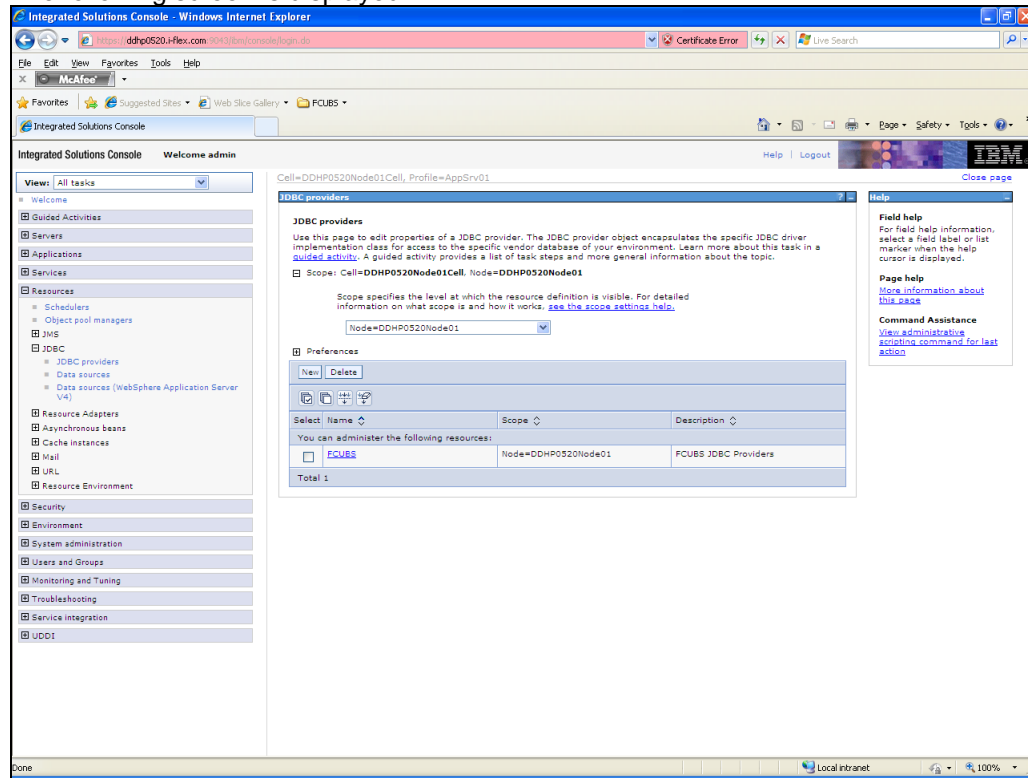 Integrated Solutions Console - Windows Internet Explorer
https://ddhp0520.i-flex.com:9043/ibm/console/login.do
Certificate Error
Live Search
File Edit View Favorites Tools Help
x McAfee
Favorites Suggested Sites Web Slice Gallery FCUBS
Integrated Solutions Console
Page Safety Tools
Integrated Solutions Console Welcome admin
Help | Logout
IBM.
View: All tasks
Welcome
Guided Activities
Servers
Applications
Services
Resources
Schedulers
Object pool managers
JMS
JDBC
JDBC providers
Data sources
Data sources (WebSphere Application Server
V4)
Resource Adapters
Asynchronous beans
Cache instances
Mail
URL
Resource Environment
Security
Environment
System administration
Users and Groups
Monitoring and Tuning
Troubleshooting
Service integration
UDDI
Cell=DDHP0520Node01Cell, Profile=AppSrv01
Close page
JDBC providers ? -
JDBC providers
Use this page to edit properties of a JDBC provider. The JDBC provider object encapsulates the specific JDBC driver
implementation class for access to the specific vendor database of your environment. Learn more about this task in a
guided activity. A guided activity provides a list of task steps and more general information about the topic.
Scope: Cell=DDHP0520Node01Cell, Node=DDHP0520Node01
Scope specifies the level at which the resource definition is visible. For detailed
information on what scope is and how it works, see the scope settings help.
Node=DDHP0520Node01
Preferences
New Delete
Select Name Scope Description
You can administer the following resources:
FCUBS Node=DDHP0520Node01 FCUBS JDBC Providers
Total 1
Help
Field help
For field help information,
select a field label or list
marker when the help
cursor is displayed.
Page help
More information about
this page
Command Assistance
View administrative
scripting command for last
action
Done
Local intranet
100%